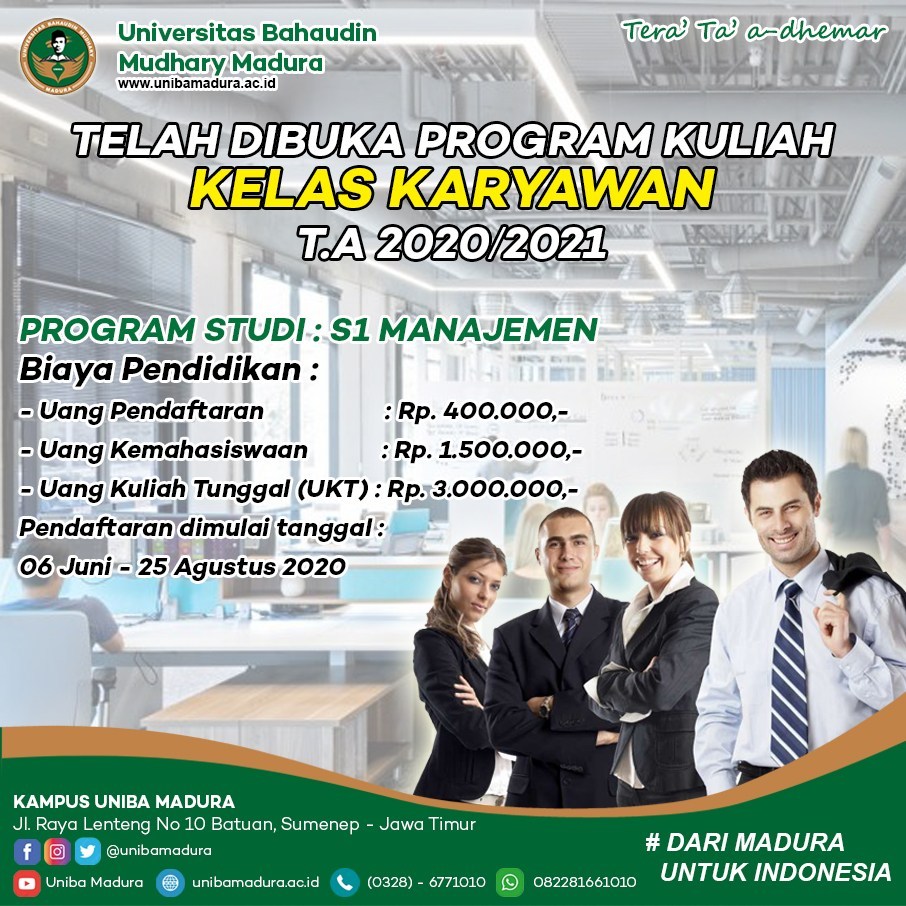 Universitas Bahaudin
Mudhary Madura
www.unibamadura.ac.id
Tera' Ta' a-dhemar
TELAH DIBUKA PROGRAM KULIAH
KELAS KARYAWAN
T.A 2020/2021
PROGRAM STUDI : S1 MANAJEMEN
Biaya Pendidikan :
- Uang Pendaftaran : Rp. 400.000,-
- Uang Kemahasiswaan : Rp. 1.500.000,-
- Uang Kuliah Tunggal (UKT) : Rp. 3.000.000,-
Pendaftaran dimulai tanggal :
06 Juni - 25 Agustus 2020
KAMPUS UNIBA MADURA
Jl. Raya Lenteng No 10 Batuan, Sumenep - Jawa Timur
@unibamadura
Uniba Madura unibamadura.ac.id (0328) - 6771010 082281661010
# DARI MADURA
UNTUK INDONESIA